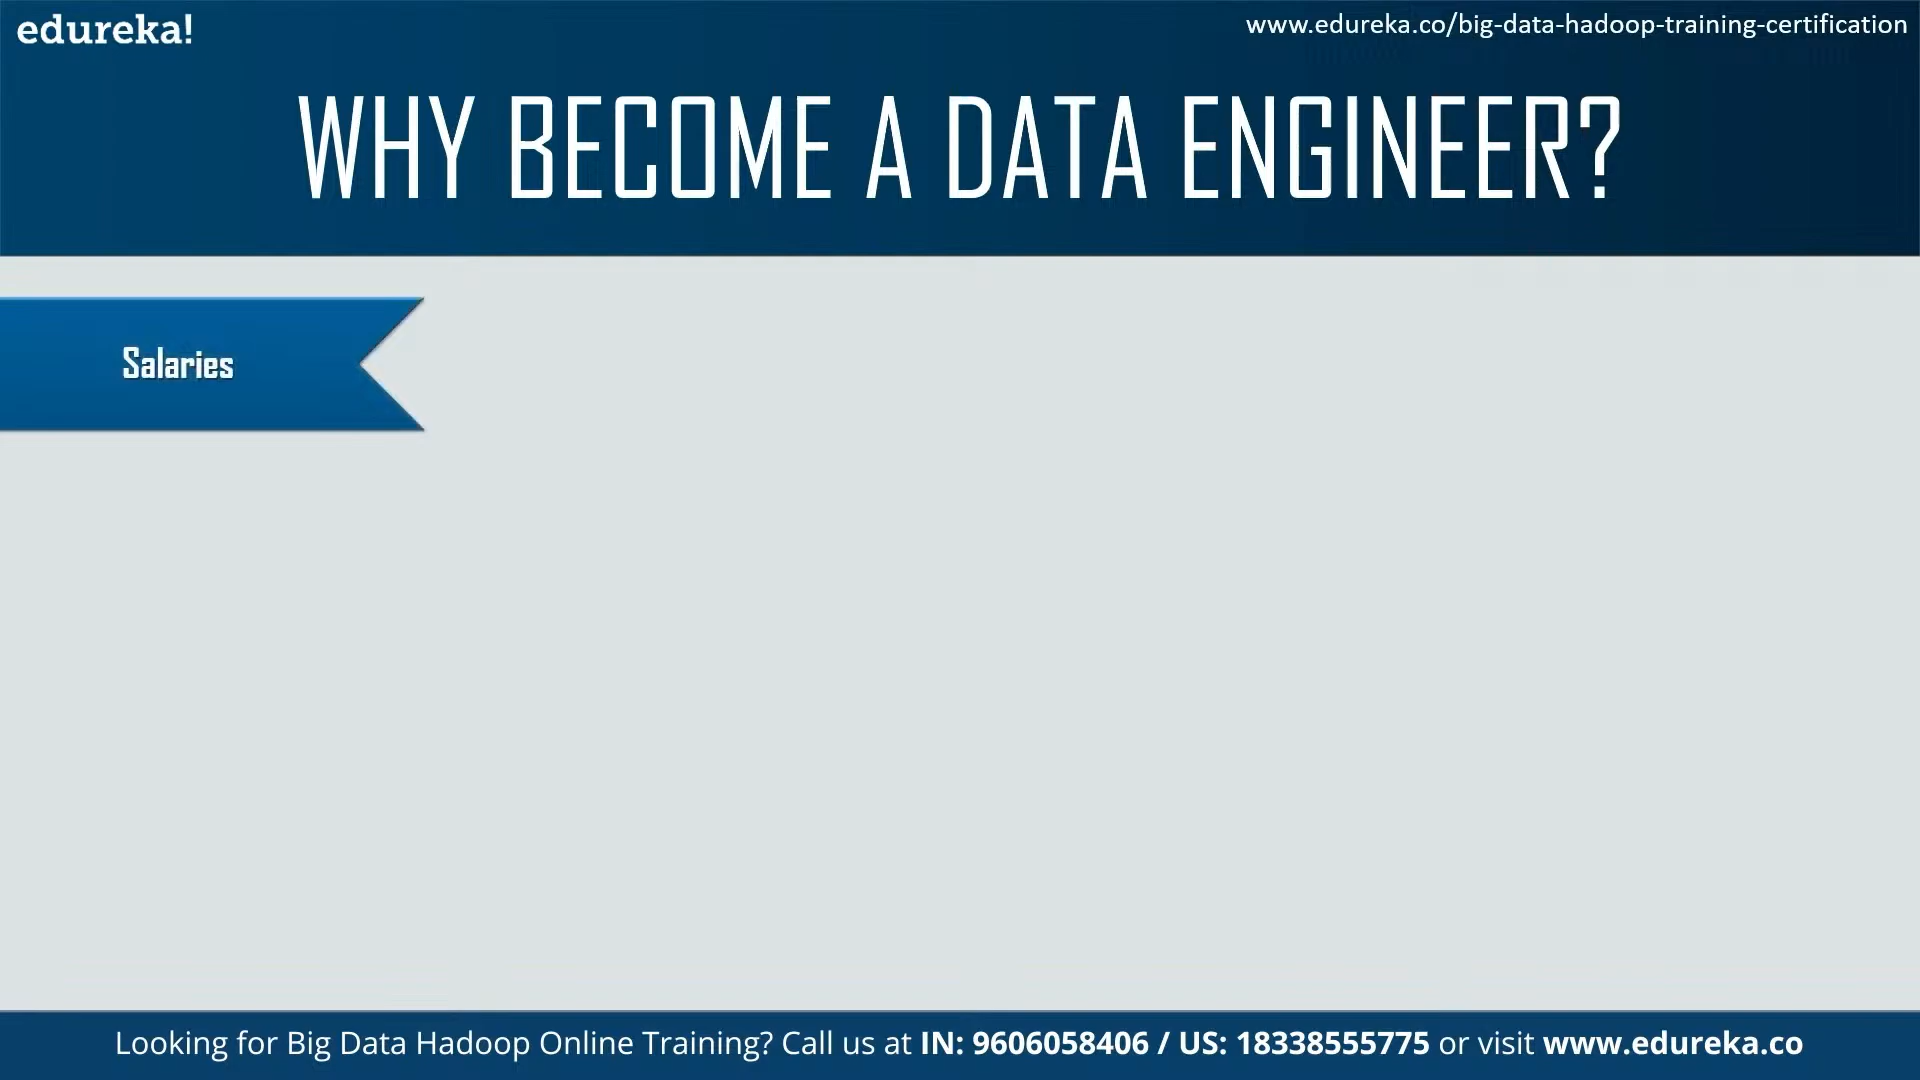 edureka!
www.edureka.co/big-data-hadoop-training-certification
WHY BECOME A DATA ENGINEER?
Salaries
Looking for Big Data Hadoop Online Training? Call us at IN: 9606058406 / US: 18338555775 or visit www.edureka.co